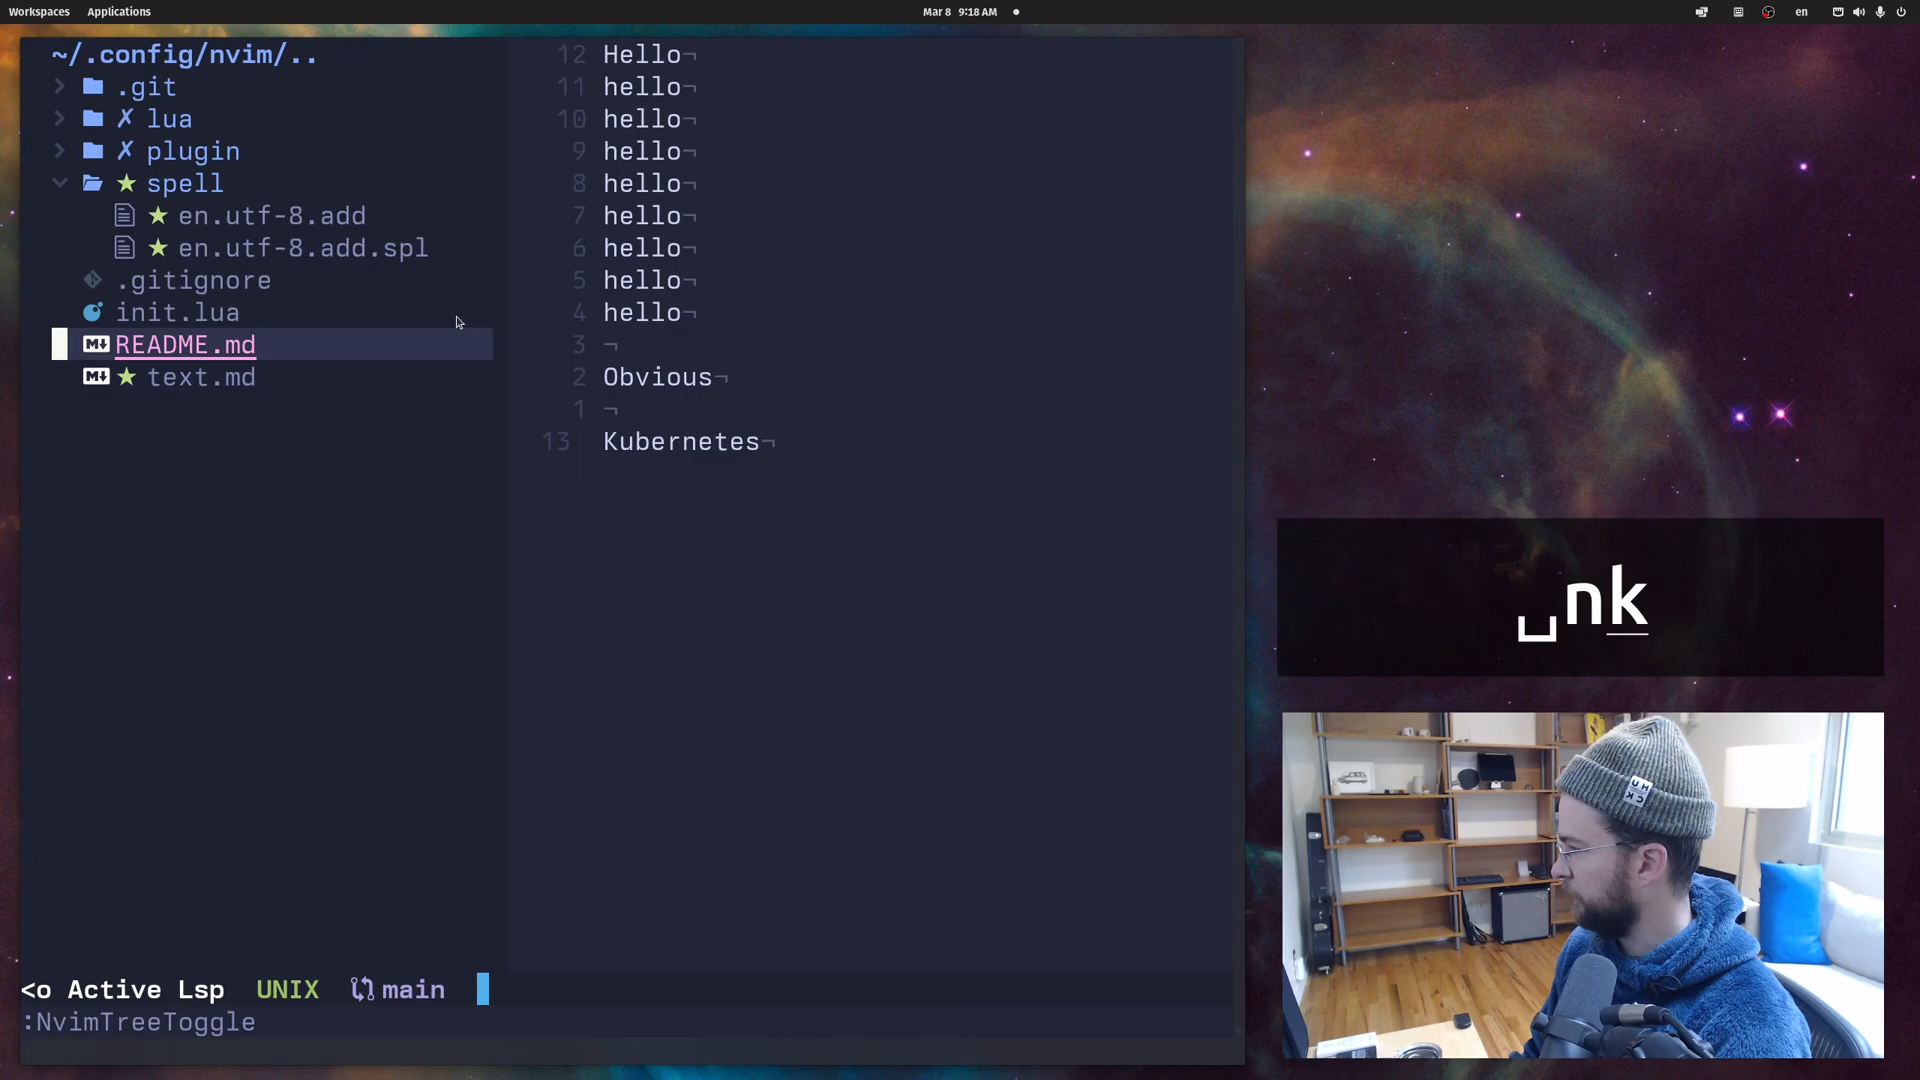 Workspaces Applications Mar 8 9:18 AM en
~/.config/nvim/..
.git
✗ lua
✗ plugin
★ spell
★ en.utf-8.add
★ en.utf-8.add.spl
.gitignore
init.lua
README.md
★ text.md
12 Hello¬
11 hello¬
10 hello¬
9 hello¬
8 hello¬
7 hello¬
6 hello¬
5 hello¬
4 hello¬
3 ¬
2 Obvious¬
1 ¬
13 Kubernetes¬
<o Active Lsp UNIX main
:NvimTreeToggle
␣nk